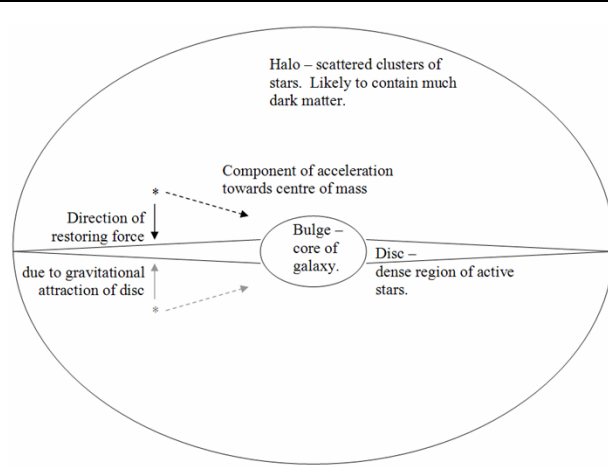 Halo – scattered clusters of
stars. Likely to contain much
dark matter.
Component of acceleration
towards centre of mass
*
Direction of
restoring force
Bulge –
core of
galaxy.
Disc –
dense region of active
stars.
due to gravitational
attraction of disc
*